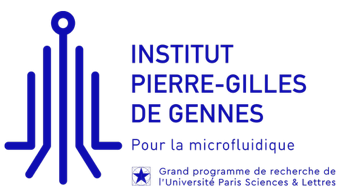 INSTITUT
PIERRE-GILLES
DE GENNES
Pour la microfluidique
Grand programme de recherche de
l'Université Paris Sciences & Lettres